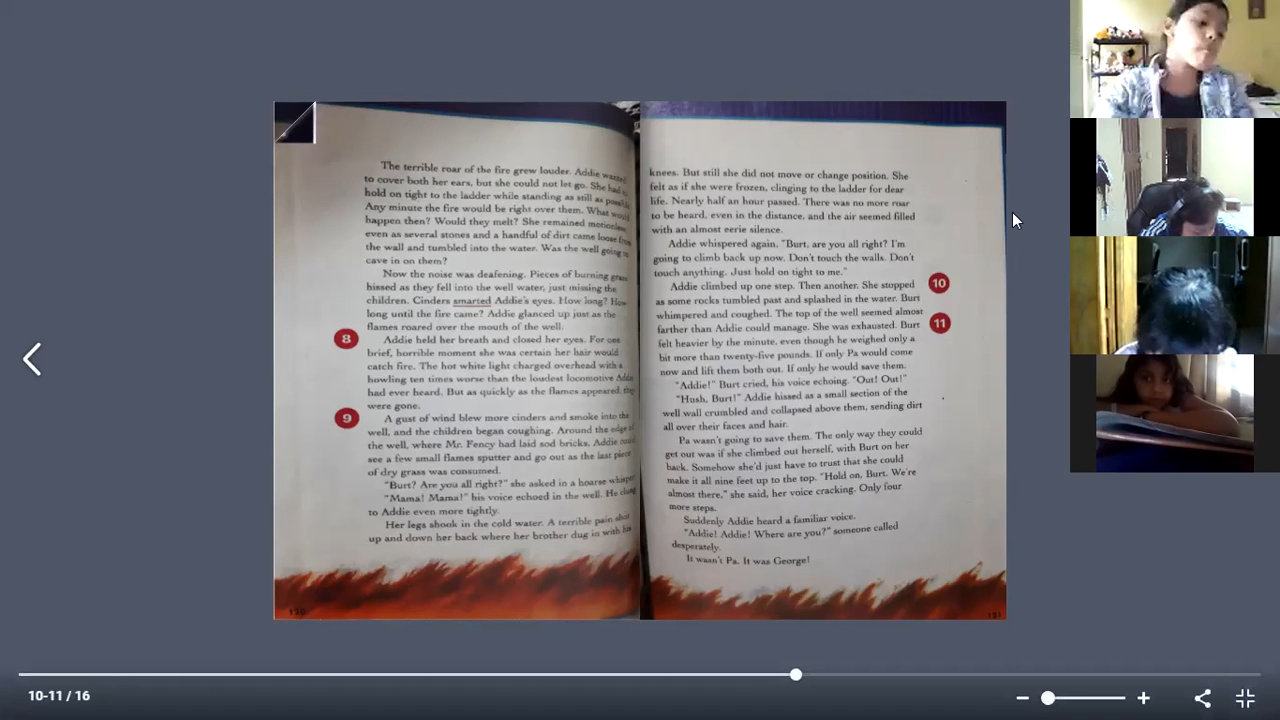 The terrible roar of the fire grew louder. Addie wanted
to cover both her ears, but she could not let go. She had to
hold on tight to the ladder while standing as still as possible.
Any minute the fire would be right over them. What would
happen then? Would they melt? She remained motionless
even as several stones and a handful of dirt came loose from
the wall and tumbled into the water. Was the well going to
cave in on them?
Now the noise was deafening. Pieces of burning grass
hissed as they fell into the well water, just missing the
children. Cinders smarted Addie's eyes. How long? How
long until the fire came? Addie glanced up just as the
flames roared over the mouth of the well.
8
Addie held her breath and closed her eyes. For one
brief, horrible moment she was certain her hair would
catch fire. The hot white light charged overhead with a
howling ten times worse than the loudest locomotive Addie
had ever heard. But as quickly as the flames appeared, they
were gone.
9
A gust of wind blew more cinders and smoke into the
well, and the children began coughing. Around the edge of
the well, where Mr. Fency had laid sod bricks, Addie could
see a few small flames sputter and go out as the last piece
of dry grass was consumed.
"Burt? Are you all right?" she asked in a hoarse whisper.
"Mama! Mama!" his voice echoed in the well. He clung
to Addie even more tightly.
Her legs shook in the cold water. A terrible pain shot
up and down her back where her brother dug in with his
120
knees. But still she did not move or change position. She
felt as if she were frozen, clinging to the ladder for dear
life. Nearly half an hour passed. There was no more roar
to be heard, even in the distance, and the air seemed filled
with an almost eerie silence.
Addie whispered again. "Burt, are you all right? I'm
going to climb back up now. Don't touch the walls. Don't
touch anything. Just hold on tight to me."
10
Addie climbed up one step. Then another. She stopped
as some rocks tumbled past and splashed in the water. Burt
whimpered and coughed. The top of the well seemed almost
11
farther than Addie could manage. She was exhausted. Burt
felt heavier by the minute, even though he weighed only a
bit more than twenty-five pounds. If only Pa would come
now and lift them both out. If only he would save them.
"Addie!" Burt cried, his voice echoing. "Out! Out!"
"Hush, Burt!" Addie hissed as a small section of the
well wall crumbled and collapsed above them, sending dirt
all over their faces and hair.
Pa wasn't going to save them. The only way they could
get out was if she climbed out herself, with Burt on her
back. Somehow she'd just have to trust that she could
make it all nine feet up to the top. "Hold on, Burt. We're
almost there," she said, her voice cracking. Only four
more steps.
Suddenly Addie heard a familiar voice.
"Addie! Addie! Where are you?" someone called
desperately.
It wasn't Pa. It was George!
121
10-11 / 16